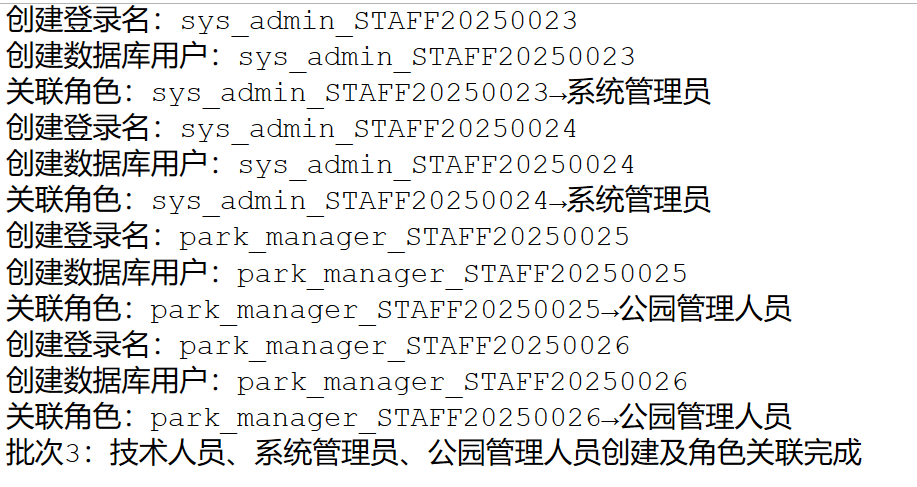 创建登录名：sys_admin_STAFF20250023
创建数据库用户：sys_admin_STAFF20250023
关联角色：sys_admin_STAFF20250023→系统管理员
创建登录名：sys_admin_STAFF20250024
创建数据库用户：sys_admin_STAFF20250024
关联角色：sys_admin_STAFF20250024→系统管理员
创建登录名：park_manager_STAFF20250025
创建数据库用户：park_manager_STAFF20250025
关联角色：park_manager_STAFF20250025→公园管理人员
创建登录名：park_manager_STAFF20250026
创建数据库用户：park_manager_STAFF20250026
关联角色：park_manager_STAFF20250026→公园管理人员
批次3：技术人员、系统管理员、公园管理人员创建及角色关联完成